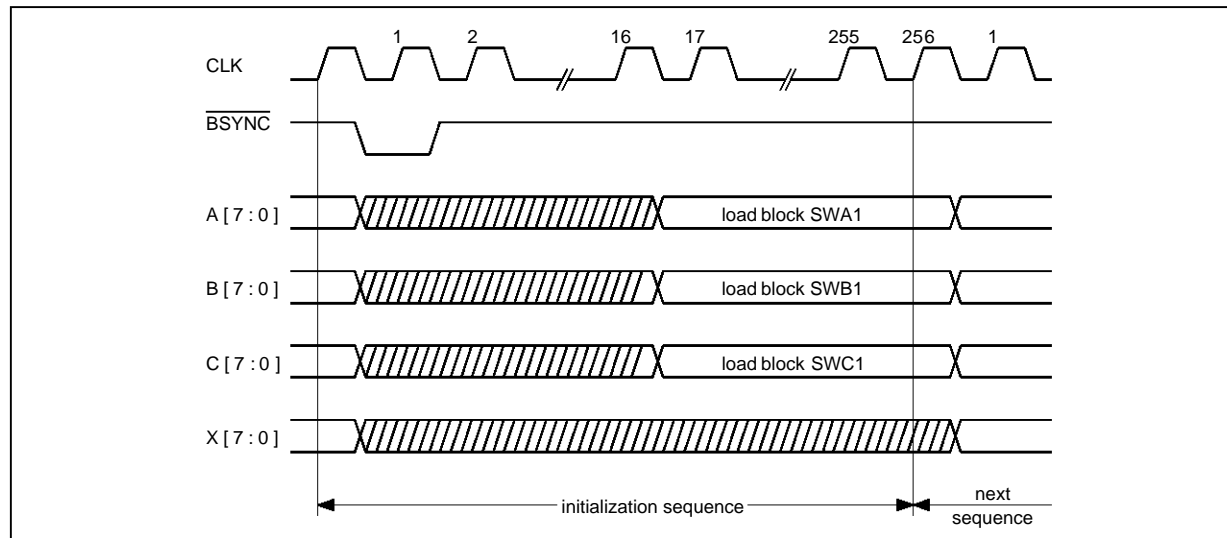 1 2 16 17 255 256 1
CLK
BSYNC
A [ 7 : 0 ] load block SWA1
B [ 7 : 0 ] load block SWB1
C [ 7 : 0 ] load block SWC1
X [ 7 : 0 ]
initialization sequence
next
sequence